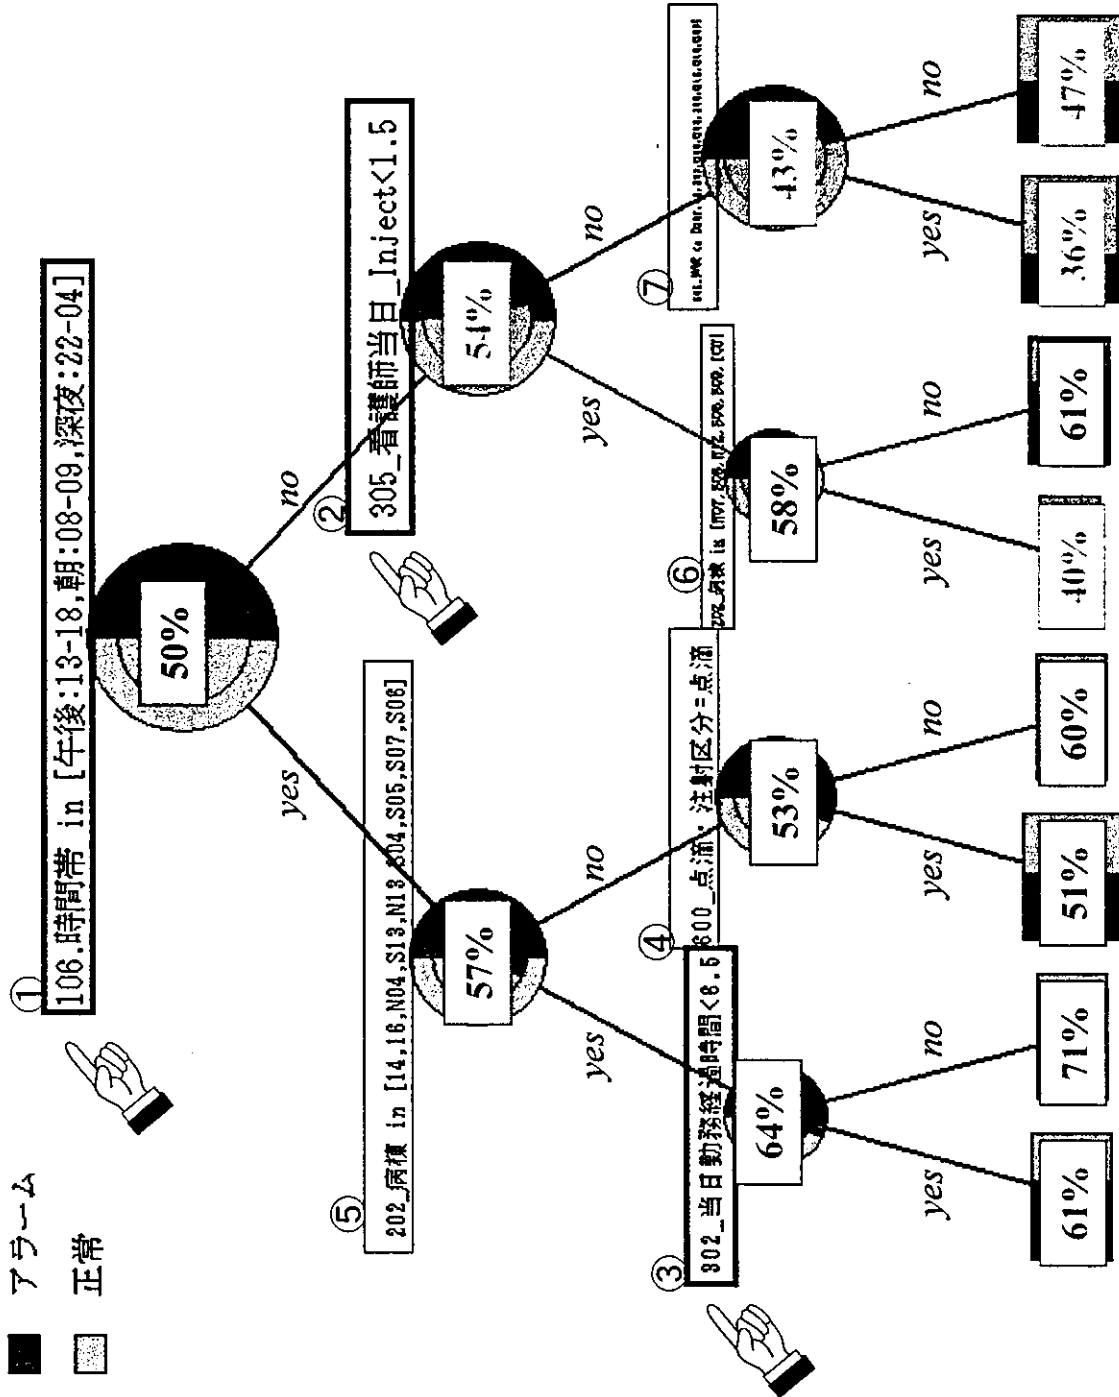 アラーム
正常
①
106.時間帯 in [午後:13-18,朝:08-09,深夜:22-04]
50%
yes
no
⑤
202_病棟 in [14,16,N04,S13,N13,S04,S05,S07,S06]
57%
②
305_看護師当日_Inject<1.5
54%
yes
no
yes
no
③
302_当日勤務経過時間<6.5
64%
④
600_点滴・注射区分=点滴
53%
⑥
202_病棟
58%
⑦
43%
yes
no
yes
no
yes
no
yes
no
61%
71%
51%
60%
40%
61%
36%
47%